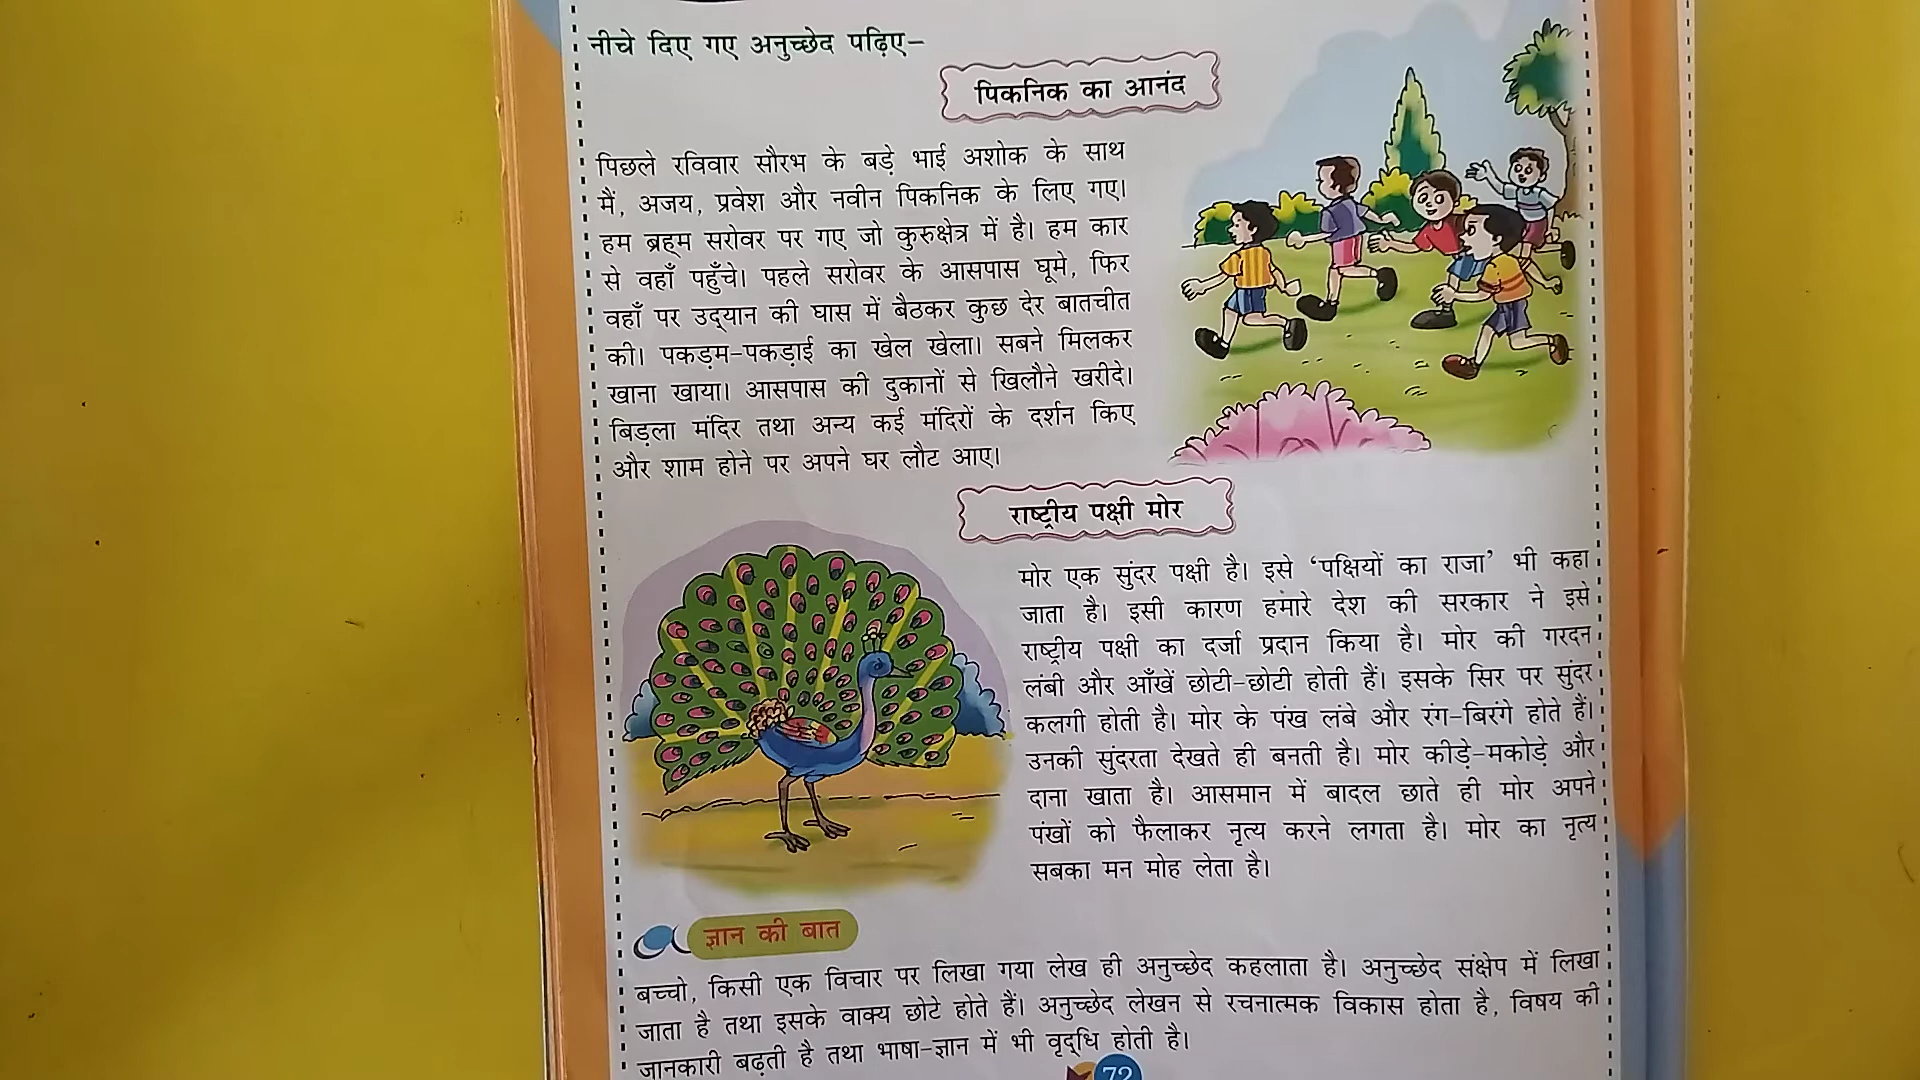 नीचे दिए गए अनुच्छेद पढ़िए–
पिकनिक का आनंद
पिछले रविवार सौरभ के बड़े भाई अशोक के साथ
मैं, अजय, प्रवेश और नवीन पिकनिक के लिए गए।
हम ब्रह्म सरोवर पर गए जो कुरुक्षेत्र में है। हम कार
से वहाँ पहुँचे। पहले सरोवर के आसपास घूमे, फिर
वहाँ पर उद्यान की घास में बैठकर कुछ देर बातचीत
की। पकड़म-पकड़ाई का खेल खेला। सबने मिलकर
खाना खाया। आसपास की दुकानों से खिलौने खरीदे।
बिड़ला मंदिर तथा अन्य कई मंदिरों के दर्शन किए
और शाम होने पर अपने घर लौट आए।
राष्ट्रीय पक्षी मोर
मोर एक सुंदर पक्षी है। इसे ‘पक्षियों का राजा’ भी कहा
जाता है। इसी कारण हमारे देश की सरकार ने इसे
राष्ट्रीय पक्षी का दर्जा प्रदान किया है। मोर की गरदन
लंबी और आँखें छोटी-छोटी होती हैं। इसके सिर पर सुंदर
कलगी होती है। मोर के पंख लंबे और रंग-बिरंगे होते हैं।
उनकी सुंदरता देखते ही बनती है। मोर कीड़े-मकोड़े और
दाना खाता है। आसमान में बादल छाते ही मोर अपने
पंखों को फैलाकर नृत्य करने लगता है। मोर का नृत्य
सबका मन मोह लेता है।
ज्ञान की बात
बच्चो, किसी एक विचार पर लिखा गया लेख ही अनुच्छेद कहलाता है। अनुच्छेद संक्षेप में लिखा
जाता है तथा इसके वाक्य छोटे होते हैं। अनुच्छेद लेखन से रचनात्मक विकास होता है, विषय की
जानकारी बढ़ती है तथा भाषा-ज्ञान में भी वृद्धि होती है।
72